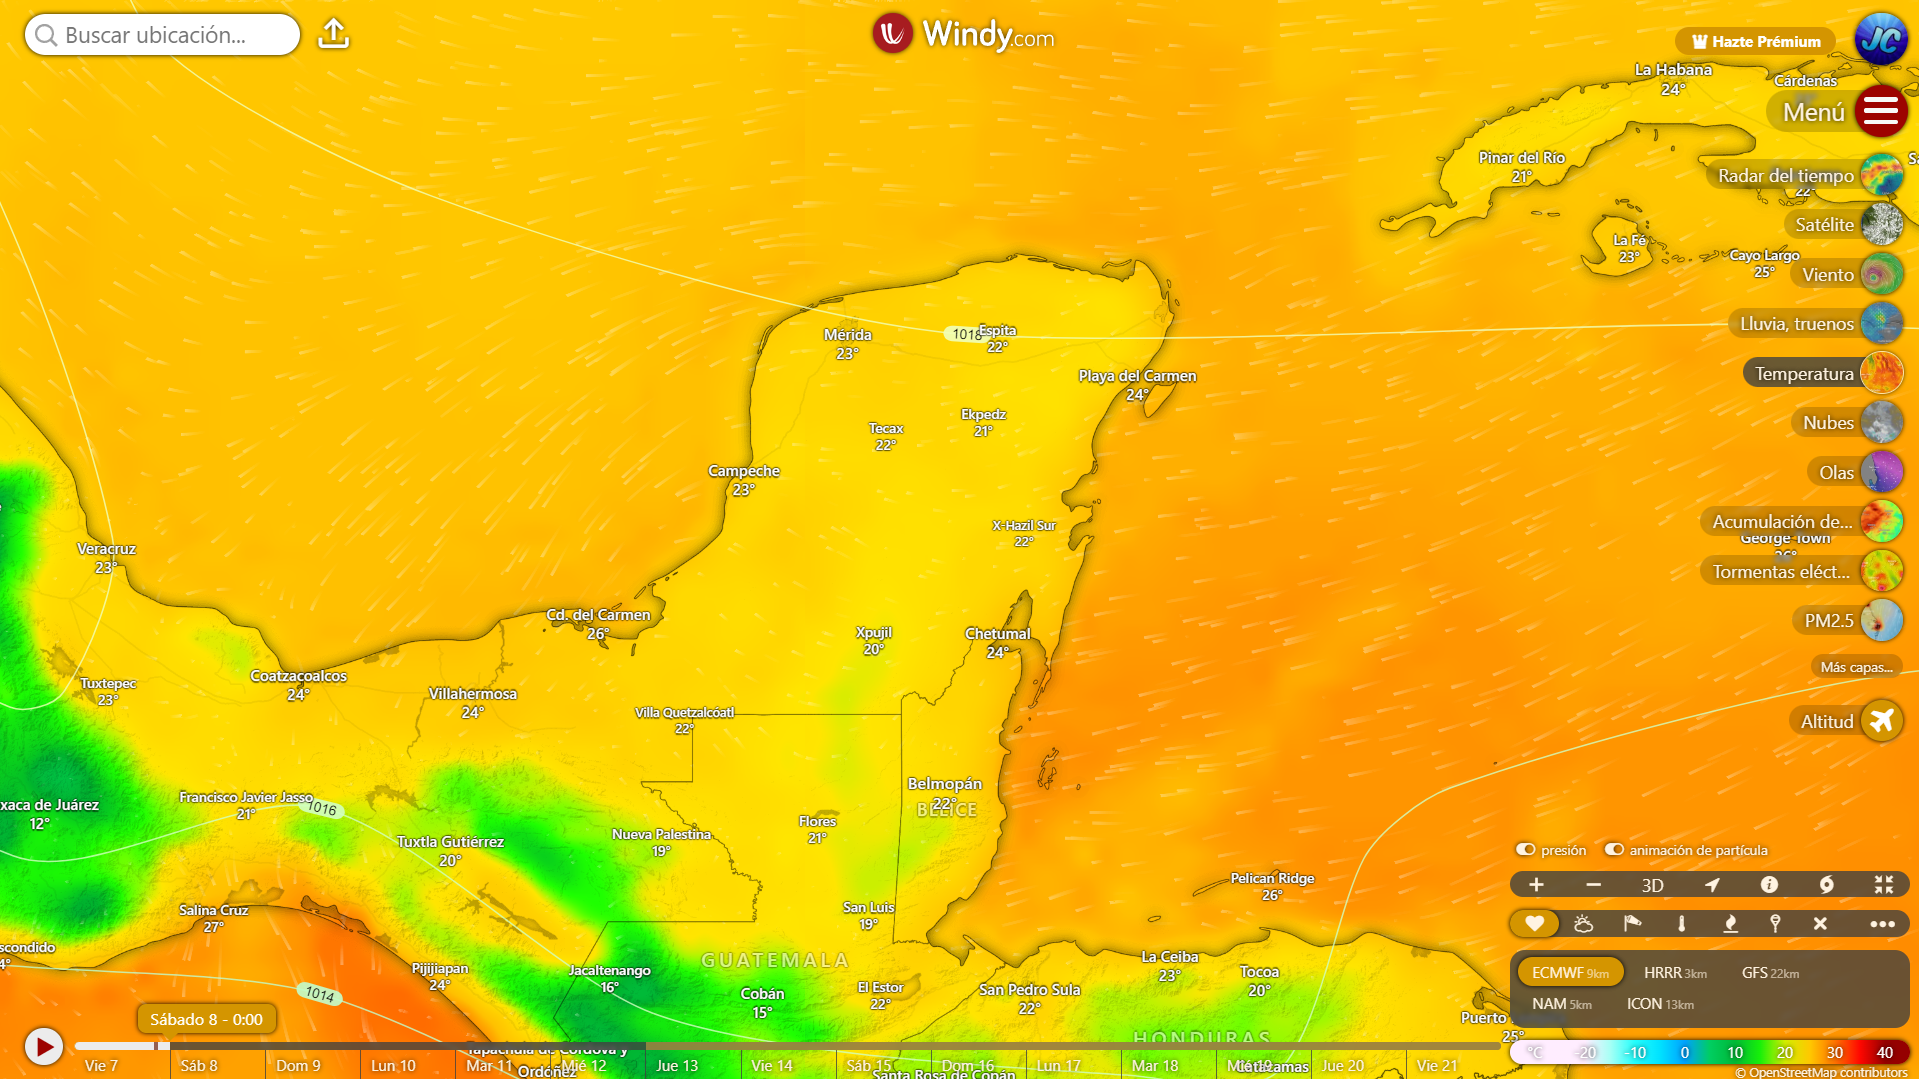 Buscar ubicación...
Windy.com
Hazte Prémium
JC
La Habana
24°
Cárdenas
Menú
Pinar del Río
21°
Radar del tiempo
22°
Satélite
La Fé
23°
Cayo Largo
25°
Viento
Lluvia, truenos
Mérida
23°
1018
Espita
22°
Temperatura
Playa del Carmen
24°
Ekpedz
21°
Tecax
22°
Nubes
Campeche
23°
Olas
X-Hazil Sur
22°
Acumulación de...
George Town
26°
Veracruz
23°
Tormentas eléct...
Cd. del Carmen
26°
PM2.5
Xpujil
20°
Chetumal
24°
Más capas...
Coatzacoalcos
24°
Tuxtepec
23°
Villahermosa
24°
Villa Quetzalcóatl
22°
Altitud
Belmopán
22°
BELICE
xaca de Juárez
12°
Francisco Javier Jasso
21°
1016
Flores
21°
Nueva Palestina
19°
Tuxtla Gutiérrez
20°
presión
animación de partícula
Pelican Ridge
26°
3D
San Luis
19°
Salina Cruz
27°
scondido
4°
GUATEMALA
La Ceiba
23°
Jacaltenango
16°
Pijijiapan
24°
Tocoa
20°
ECMWF 9km
HRRR 3km
GFS 22km
Cobán
15°
El Estor
22°
San Pedro Sula
22°
1014
NAM 5km
ICON 13km
Puerto
25°
Sábado 8 - 0:00
HONDURAS
Tapachula de Córdova y
Ordóñez
Vie 7
Sáb 8
Dom 9
Lun 10
Mar 11
Mié 12
Jue 13
Vie 14
Sáb 15
Dom 16
Lun 17
Mar 18
Mié 19
Jue 20
Vie 21
Santa Rosa de Copán
Catacamas
°C -20 -10 0 10 20 30 40
© OpenStreetMap contributors